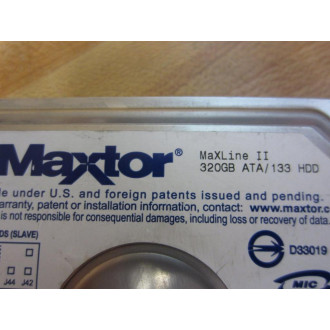 Maxtor®
MaXLine II
320GB ATA/133 HDD
le under U.S. and foreign patents issued and pending.
arranty, patent or installation information, contact: www.maxtor.c
is not responsible for consequential damages, including loss or recovery of data.
DS (SLAVE)
D33019
J44 J42
MIC